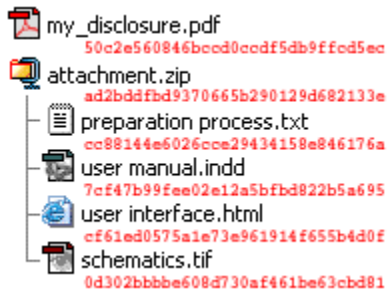 my_disclosure.pdf
50c2e560846bccd0ccdf5db9ffcd5ec
attachment.zip
ad2bddfbd9370665b290129d682133e
preparation process.txt
cc88144e6026cce29434158e846176a
user manual.indd
7cf47b99fee02e12a5bfbd822b5a695
user interface.html
cf61ed0575a1e73e961914f655b4d0f
schematics.tif
0d302bbbbe608d730af461be63cbd81